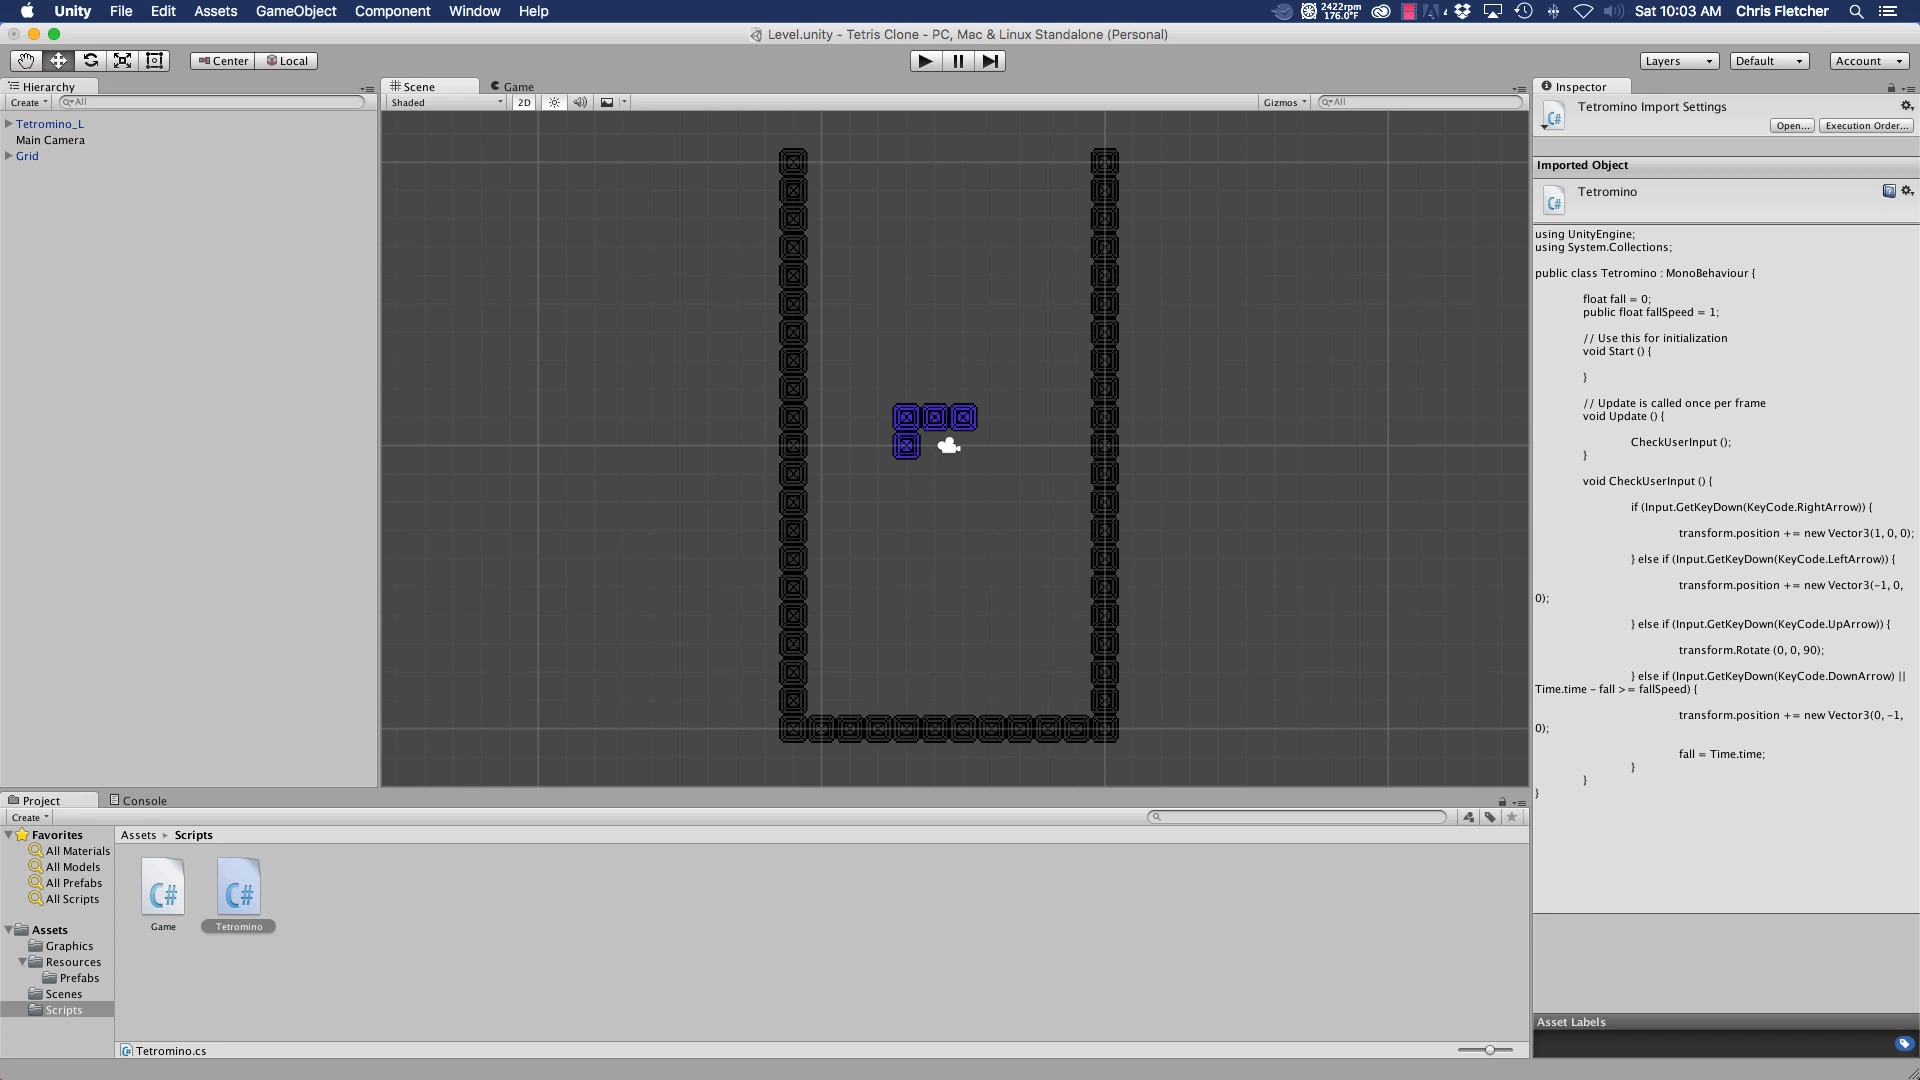 Unity File Edit Assets GameObject Component Window Help
2422rpm
176.0°F
4
Sat 10:03 AM Chris Fletcher
Level.unity - Tetris Clone - PC, Mac & Linux Standalone (Personal)
Center Local
Layers Default Account
Hierarchy
Create All
Tetromino_L
Main Camera
Grid
Scene Game
Shaded 2D Gizmos All
Inspector
Tetromino Import Settings
Open... Execution Order...
Imported Object
Tetromino
using UnityEngine;
using System.Collections;
public class Tetromino : MonoBehaviour {
float fall = 0;
public float fallSpeed = 1;
// Use this for initialization
void Start () {
}
// Update is called once per frame
void Update () {
CheckUserInput ();
}
void CheckUserInput () {
if (Input.GetKeyDown(KeyCode.RightArrow)) {
transform.position += new Vector3(1, 0, 0);
} else if (Input.GetKeyDown(KeyCode.LeftArrow)) {
transform.position += new Vector3(-1, 0,
0);
} else if (Input.GetKeyDown(KeyCode.UpArrow)) {
transform.Rotate (0, 0, 90);
} else if (Input.GetKeyDown(KeyCode.DownArrow) ||
Time.time - fall >= fallSpeed) {
transform.position += new Vector3(0, -1,
0);
fall = Time.time;
}
}
}
Project Console
Create
Favorites
All Materials
All Models
All Prefabs
All Scripts
Assets
Graphics
Resources
Prefabs
Scenes
Scripts
Assets Scripts
C# C#
Game Tetromino
Tetromino.cs
Asset Labels